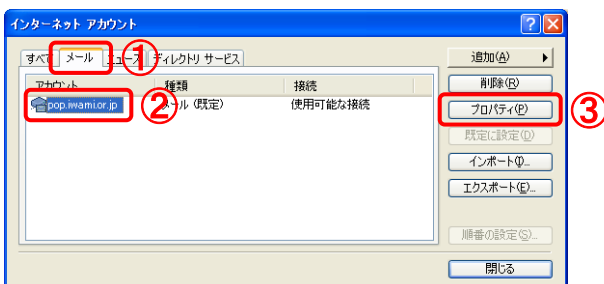 インターネット アカウント
すべて メール ニュース ディレクトリ サービス
①
アカウント 種類 接続
pop.iwami.or.jp メール (既定) 使用可能な接続
②
追加(A)
削除(R)
プロパティ(P)
③
既定に設定(D)
インポート(I)...
エクスポート(E)...
順番の設定(S)...
閉じる